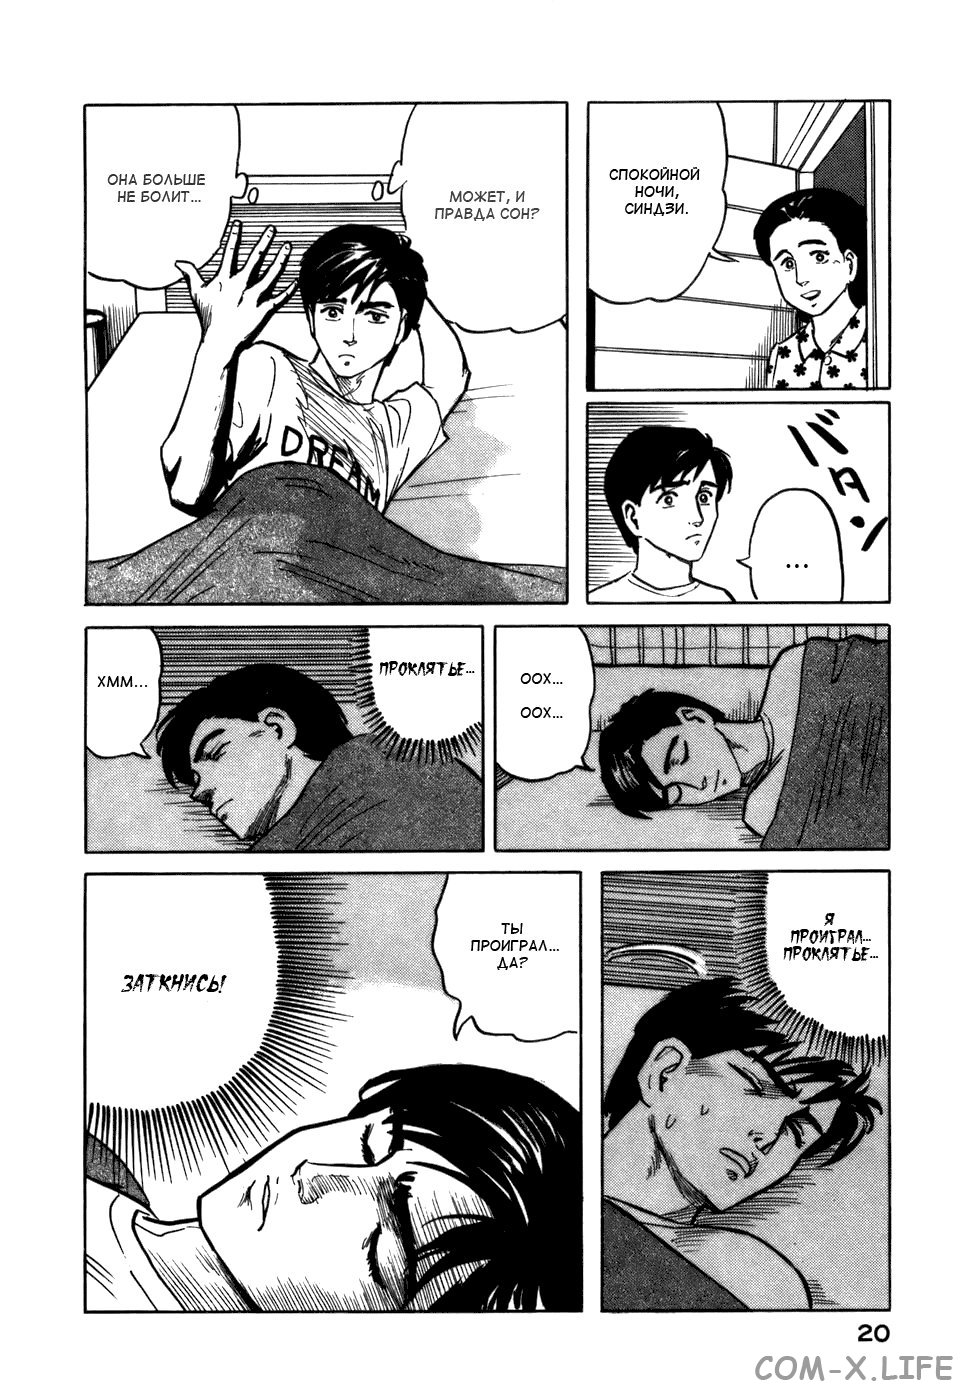 СПОКОЙНОЙ
НОЧИ,
СИНДЗИ.
バタン
...
МОЖЕТ, И
ПРАВДА СОН?
ОНА БОЛЬШЕ
НЕ БОЛИТ...
DREAM
ООХ...
ООХ...
ПРОКЛЯТЬЕ...
ХММ...
Я
ПРОИГРАЛ...
ПРОКЛЯТЬЕ...
ТЫ
ПРОИГРАЛ...
ДА?
ЗАТКНИСЬ!
20
COM-X.LIFE